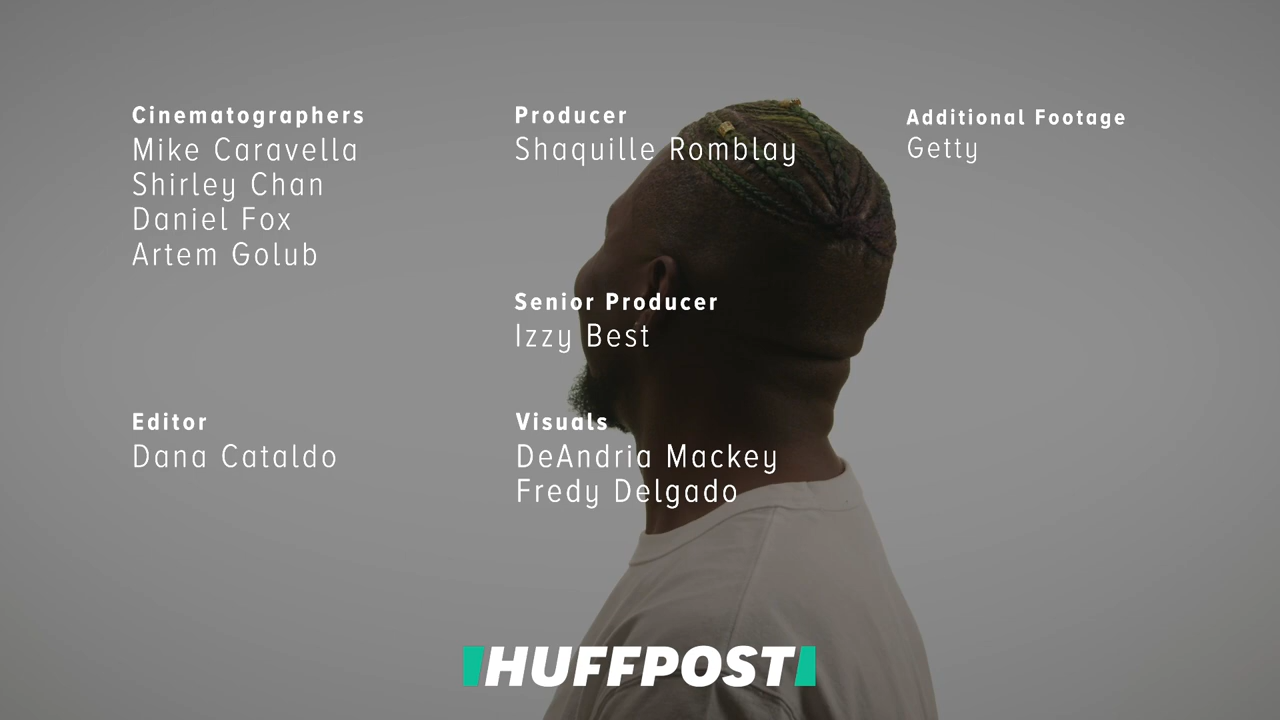 Cinematographers
Mike Caravella
Shirley Chan
Daniel Fox
Artem Golub
Editor
Dana Cataldo
Producer
Shaquille Romblay
Senior Producer
Izzy Best
Visuals
DeAndria Mackey
Fredy Delgado
Additional Footage
Getty
HUFFPOST